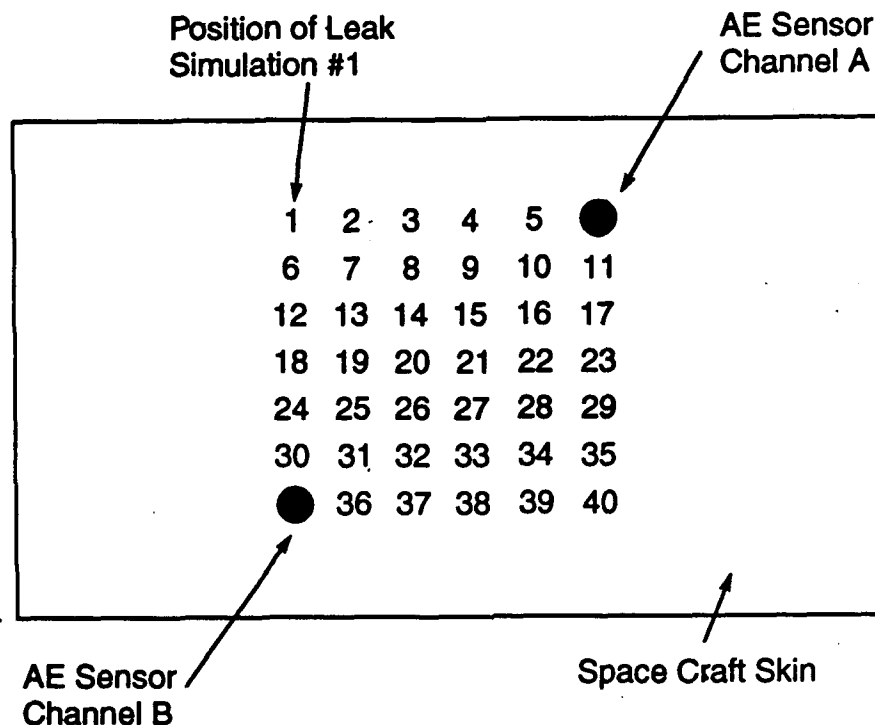 Position of Leak
Simulation #1
AE Sensor
Channel A
1 2 3 4 5
6 7 8 9 10 11
12 13 14 15 16 17
18 19 20 21 22 23
24 25 26 27 28 29
30 31 32 33 34 35
36 37 38 39 40
AE Sensor
Channel B
Space Craft Skin